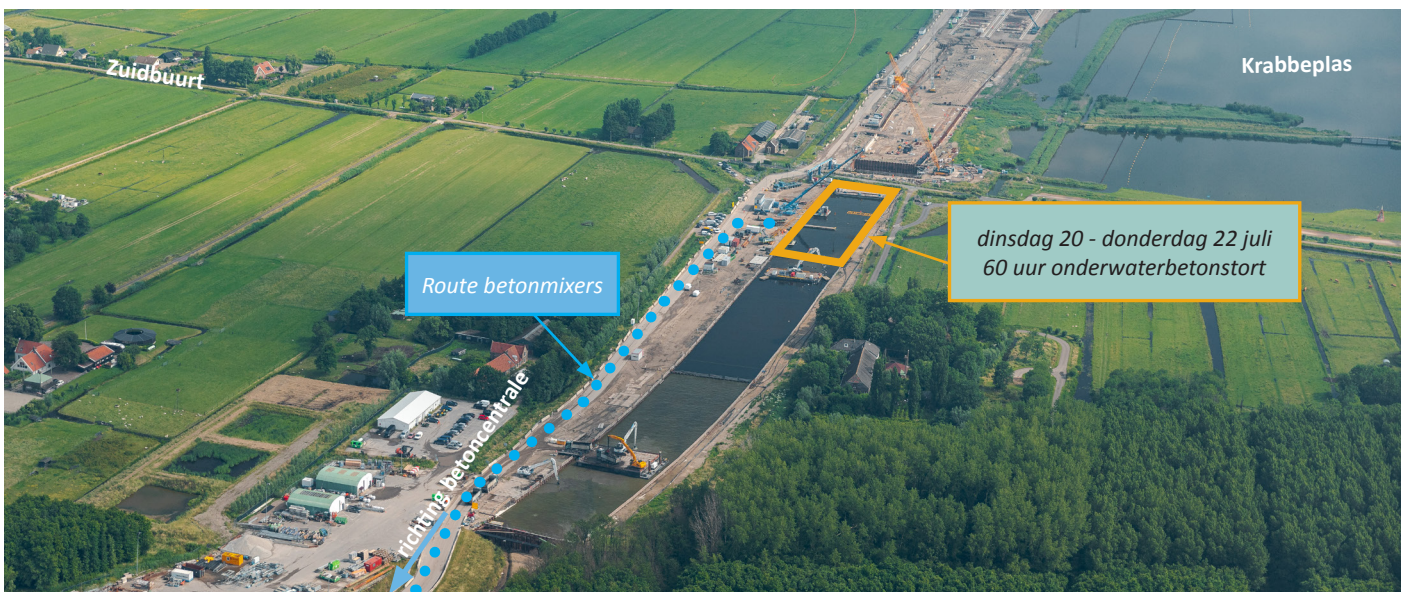 Zuidbuurt
Krabbeplas
dinsdag 20 - donderdag 22 juli
60 uur onderwaterbetonstort
Route betonmixers
richting betoncentrale